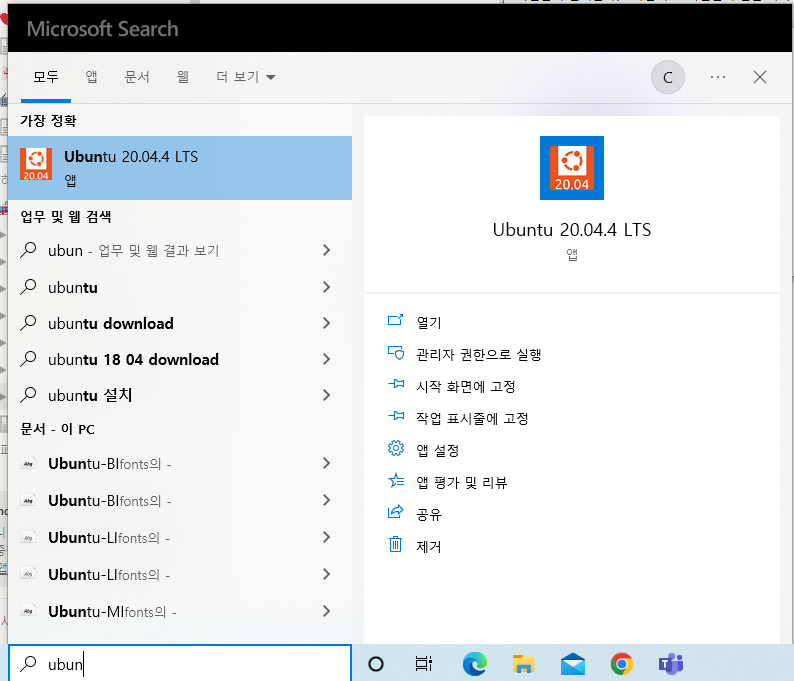 Microsoft Search
모두 앱 문서 웹 더 보기
C
가장 정확
20.04
Ubuntu 20.04.4 LTS
앱
업무 및 웹 검색
ubun - 업무 및 웹 결과 보기
ubuntu
ubuntu download
ubuntu 18 04 download
ubuntu 설치
문서 - 이 PC
Ubuntu-BIfonts의 -
Ubuntu-BIfonts의 -
Ubuntu-LIfonts의 -
Ubuntu-LIfonts의 -
Ubuntu-MIfonts의 -
20.04
Ubuntu 20.04.4 LTS
앱
열기
관리자 권한으로 실행
시작 화면에 고정
작업 표시줄에 고정
앱 설정
앱 평가 및 리뷰
공유
제거
ubun